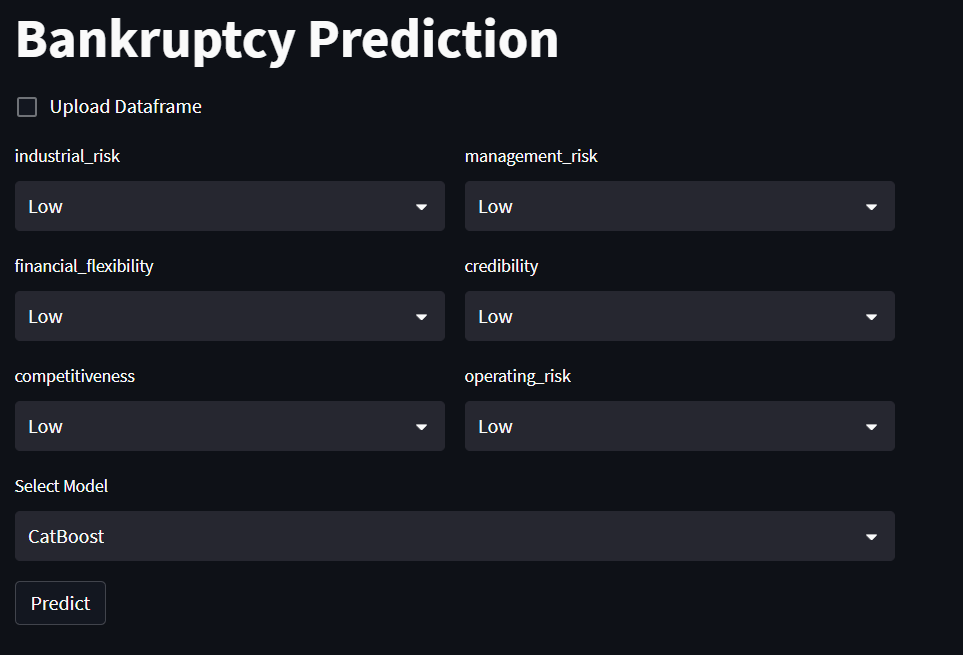 Bankruptcy Prediction
Upload Dataframe
industrial_risk
management_risk
Low
Low
financial_flexibility
credibility
Low
Low
competitiveness
operating_risk
Low
Low
Select Model
CatBoost
Predict